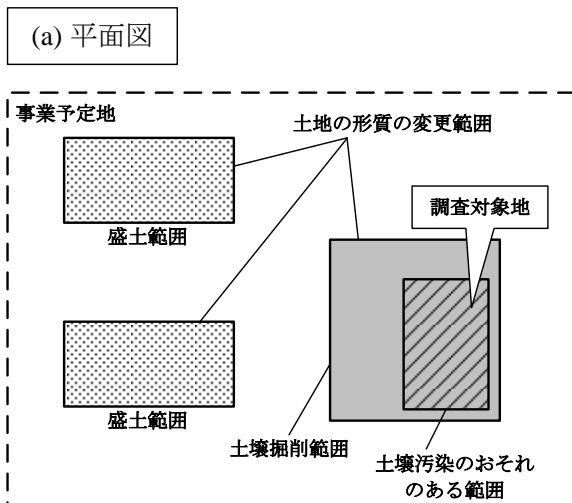 (a) 平面図
事業予定地
土地の形質の変更範囲
調査対象地
盛土範囲
盛土範囲
土壌掘削範囲
土壌汚染のおそれ
のある範囲